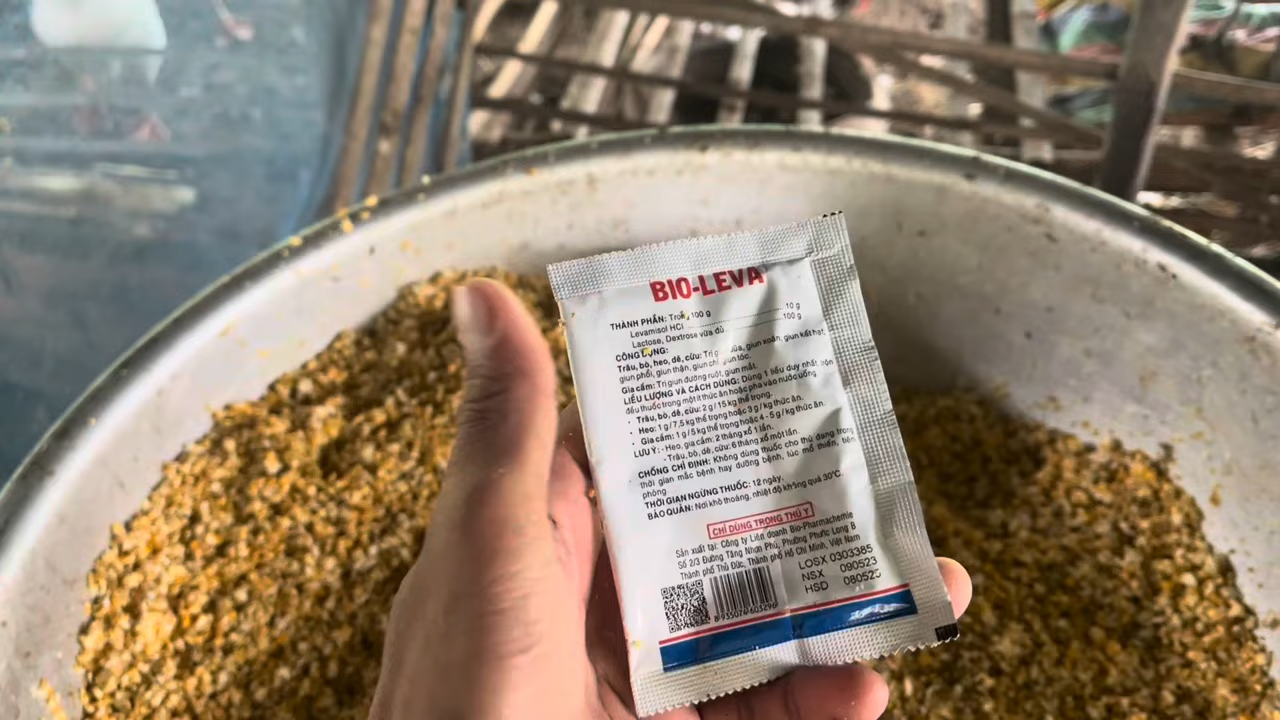 BIO-LEVA
THÀNH PHẦN: Trong 100 g
Levamisol HCl 10 g
Lactose, Dextrose vừa đủ 100 g
CÔNG DỤNG:
Trâu, bò, heo, dê, cừu: Trị giun đũa, giun xoăn, giun kết hạt,
giun phổi, giun thận, giun chỉ, giun tóc.
Gia cầm: Trị giun đường ruột, giun mắt.
LIỀU LƯỢNG VÀ CÁCH DÙNG: Dùng 1 liều duy nhất, trộn
đều thuốc trong một ít thức ăn hoặc pha vào nước uống
- Trâu, bò, dê, cừu: 2 g / 15 kg thể trọng.
- Heo: 1 g / 7,5 kg thể trọng hoặc 3 g / kg thức ăn.
- Gia cầm: 1 g / 5 kg thể trọng hoặc 4 - 5 g / kg thức ăn.
LƯU Ý: - Heo, gia cầm: 2 tháng xổ 1 lần.
- Trâu, bò, dê, cừu: 6 tháng xổ một lần.
CHỐNG CHỈ ĐỊNH: Không dùng thuốc cho thú đang trong
thời gian mắc bệnh hay dưỡng bệnh, lúc mổ thiến, tiêm
phòng
THỜI GIAN NGỪNG THUỐC: 12 ngày.
BẢO QUẢN: Nơi khô thoáng, nhiệt độ không quá 30°C.
CHỈ DÙNG TRONG THÚ Y
Sản xuất tại: Công ty Liên doanh Bio-Pharmachemie
Số 2/3 Đường Tăng Nhơn Phú, Phường Phước Long B
Thành phố Thủ Đức, Thành phố Hồ Chí Minh, Việt Nam
LOSX 0303385
NSX 090523
HSD 080525
8 935076 603296